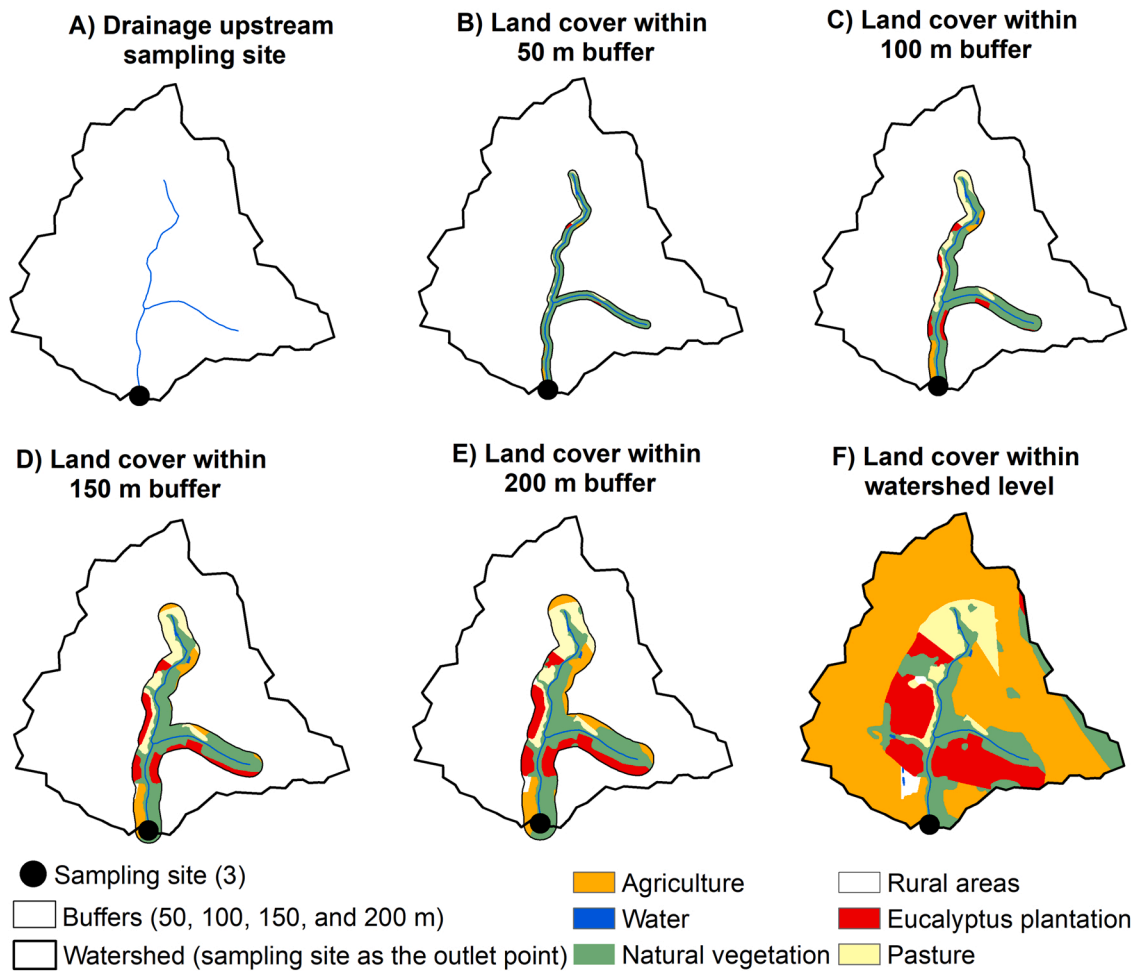 A) Drainage upstream
sampling site
B) Land cover within
50 m buffer
C) Land cover within
100 m buffer
D) Land cover within
150 m buffer
E) Land cover within
200 m buffer
F) Land cover within
watershed level
Sampling site (3)
Buffers (50, 100, 150, and 200 m)
Watershed (sampling site as the outlet point)
Agriculture
Water
Natural vegetation
Rural areas
Eucalyptus plantation
Pasture